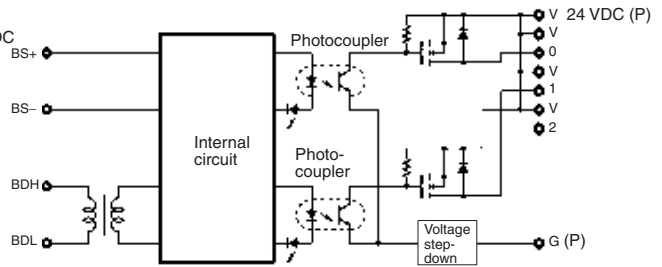 DC
BS+
BS–
BDH
BDL
Internal
circuit
Photocoupler
Photo-
coupler
Voltage
step-
down
V 24 VDC (P)
V
0
V
1
V
2
G (P)